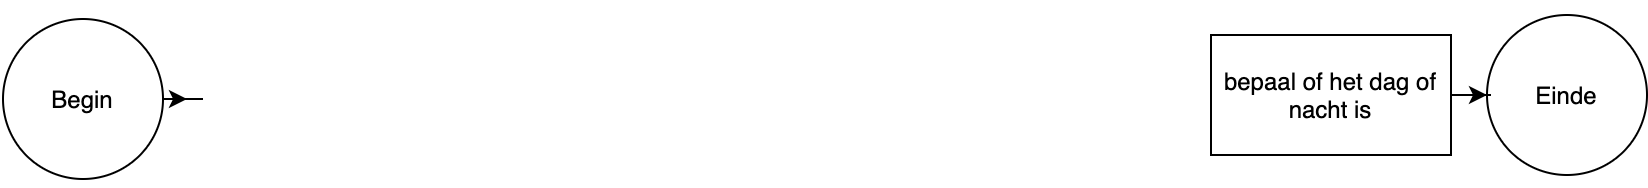 Begin
bepaal of het dag of
nacht is
Einde